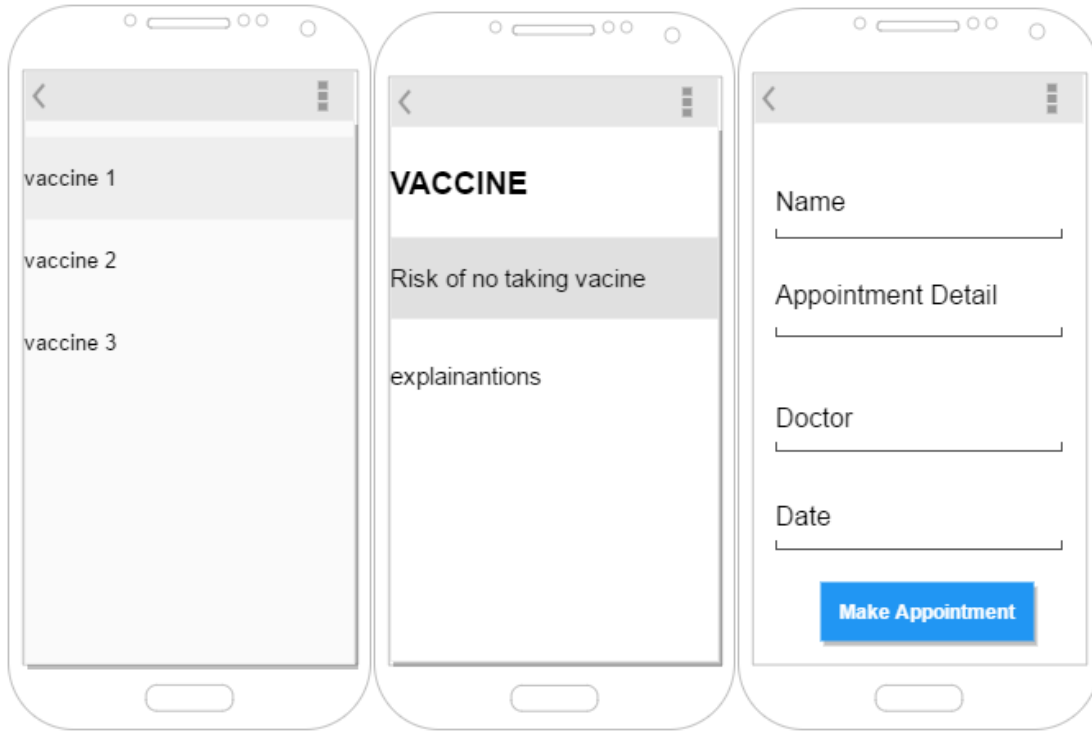 vaccine 1
vaccine 2
vaccine 3
VACCINE
Risk of no taking vacine
explainantions
Name
Appointment Detail
Doctor
Date
Make Appointment